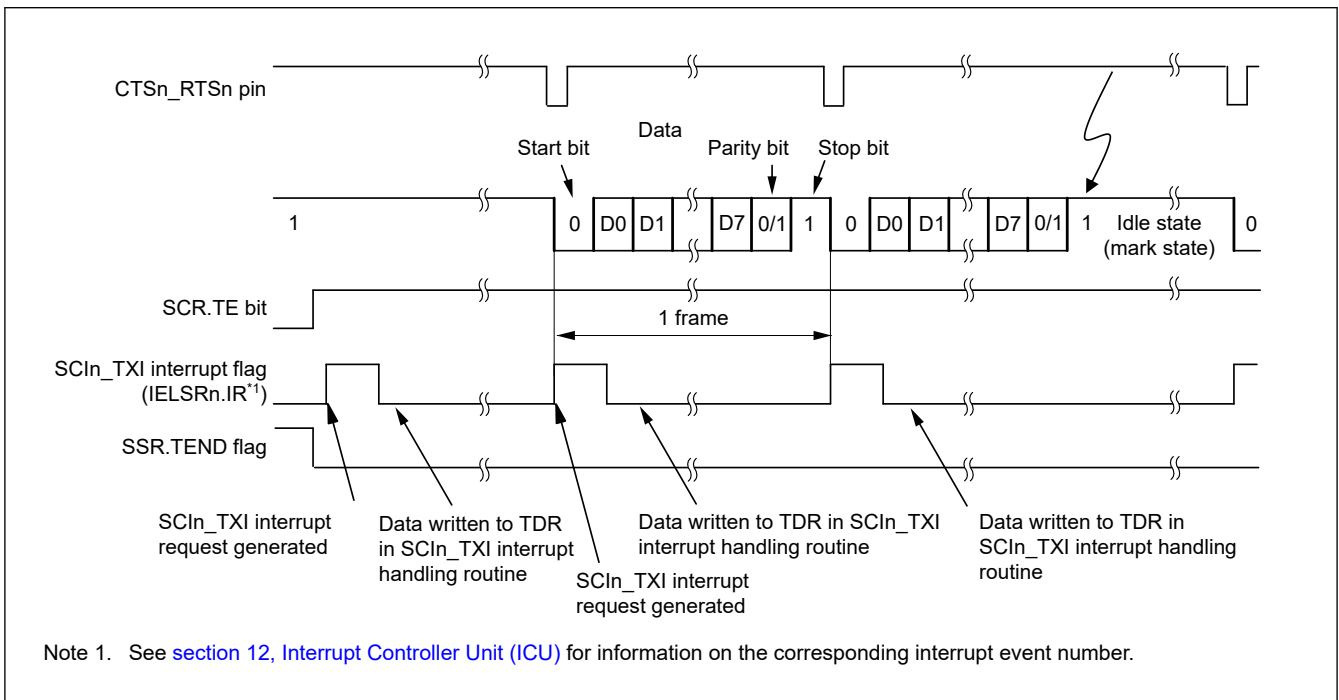 CTSn_RTSn pin
Data
Start bit
Parity bit
Stop bit
1
0
D0
D1
D7
0/1
1
0
D0
D1
D7
0/1
1
Idle state
(mark state)
0
SCR.TE bit
1 frame
SCIn_TXI interrupt flag
(IELSRn.IR*1)
SSR.TEND flag
SCIn_TXI interrupt
request generated
Data written to TDR
in SCIn_TXI interrupt
handling routine
SCIn_TXI interrupt
request generated
Data written to TDR in SCIn_TXI
interrupt handling routine
Data written to TDR in
SCIn_TXI interrupt handling
routine
Note 1. See section 12, Interrupt Controller Unit (ICU) for information on the corresponding interrupt event number.